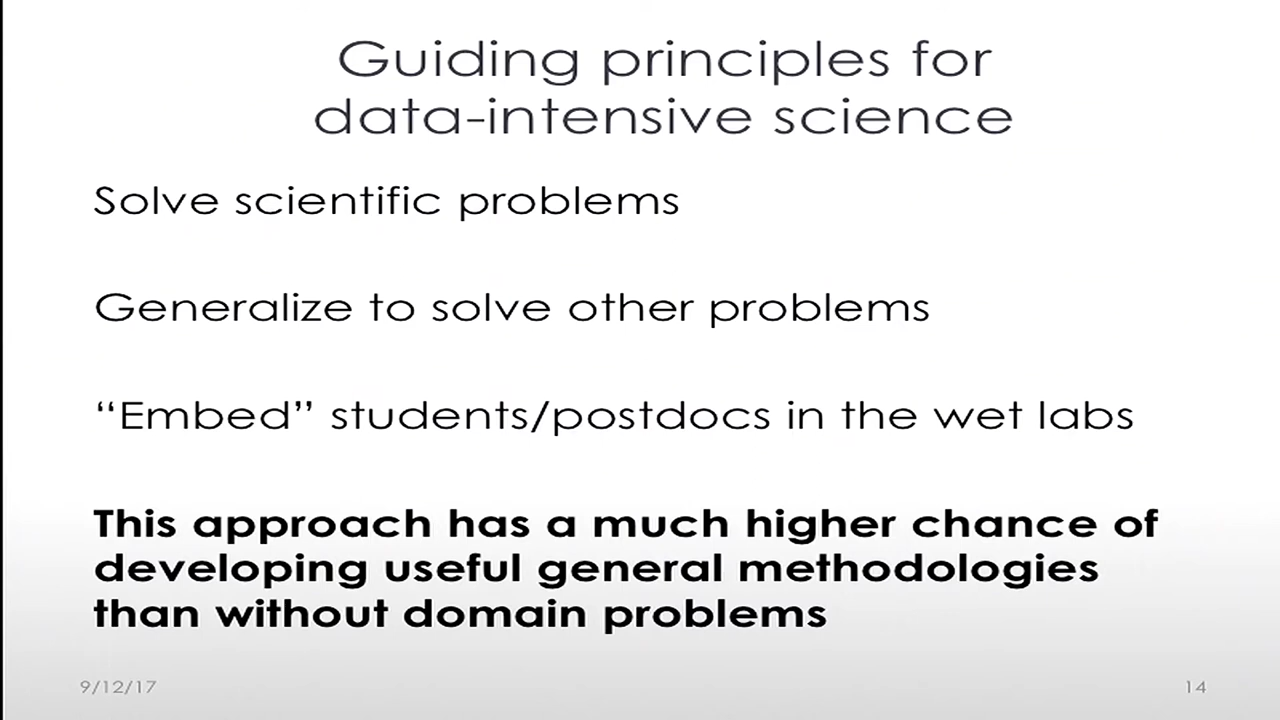 Guiding principles for
data-intensive science
Solve scientific problems
Generalize to solve other problems
“Embed” students/postdocs in the wet labs
This approach has a much higher chance of
developing useful general methodologies
than without domain problems
9/12/17
14